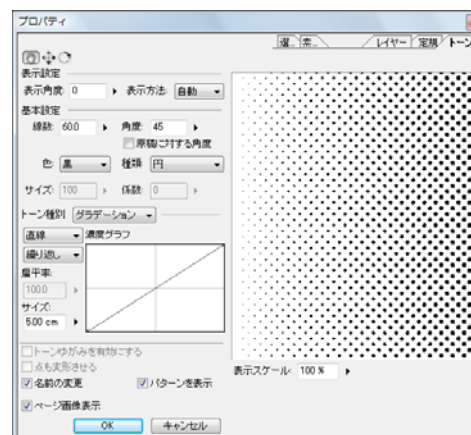 プロパティ
選... 素... レイヤー 定規 トーン
表示設定
表示角度: 0 表示方法: 自動
基本設定
線数: 60.0 角度: 45
原稿に対する角度
色: 黒 種類: 円
サイズ: 100 係数: 0
トーン種別 グラデーション
直線 濃度グラフ
繰り返し
扁平率:
100.0
サイズ:
5.00 cm
トーンゆがみを有効にする
点も変形させる
名前の変更 パターンを表示
ページ画像表示
表示スケール: 100 %
OK キャンセル